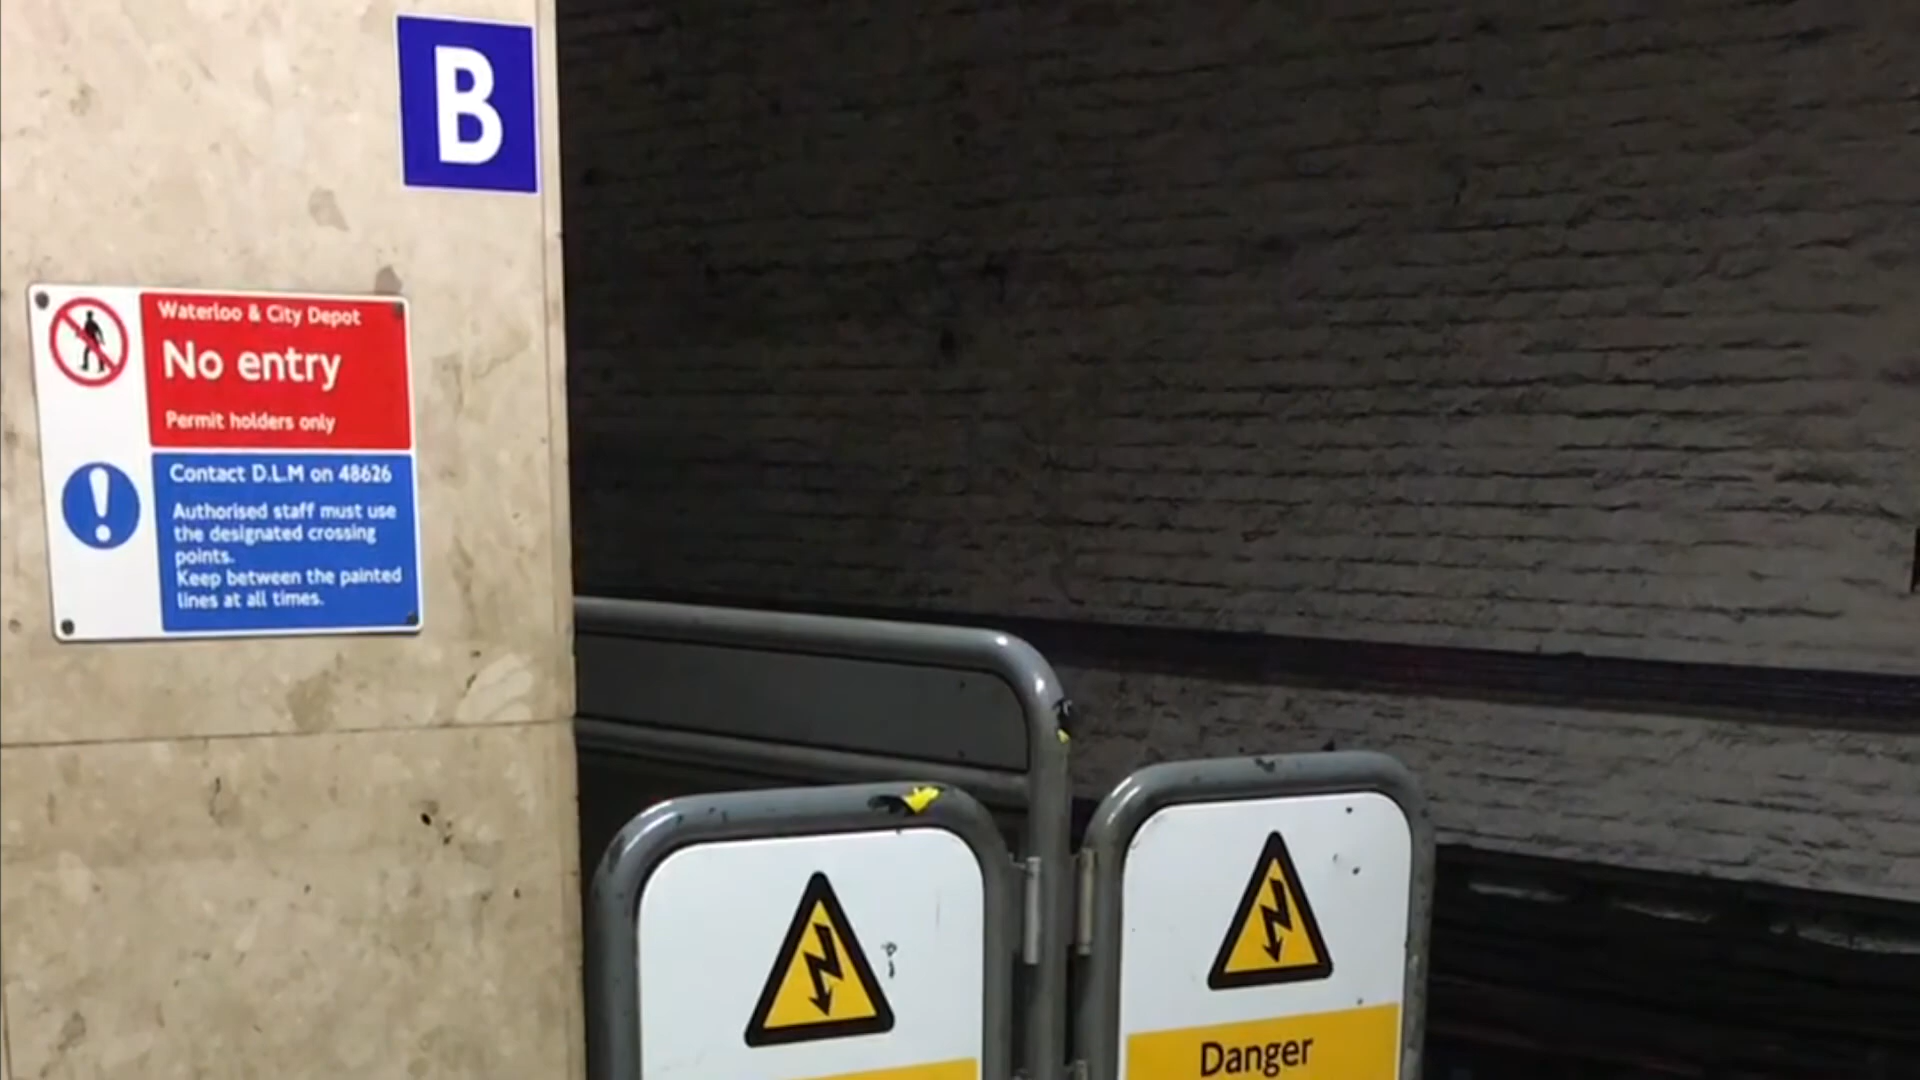 B
Waterloo & City Depot
No entry
Permit holders only
Contact D.L.M on 48626
Authorised staff must use
the designated crossing
points.
Keep between the painted
lines at all times.
Danger